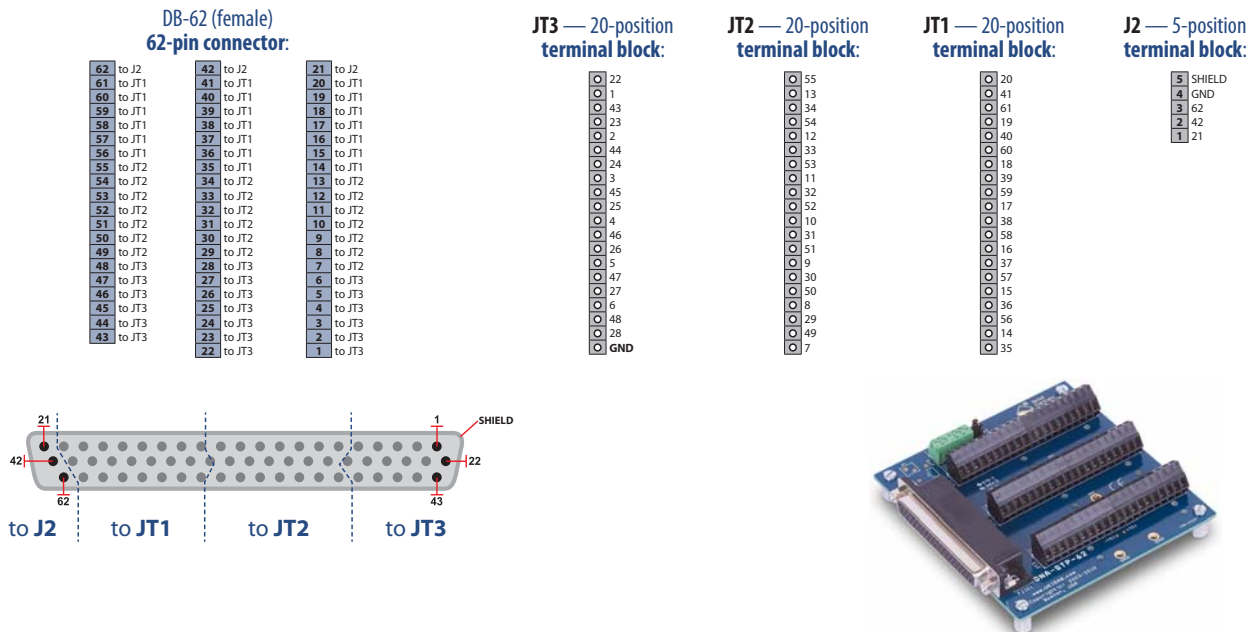 DB-62 (female)
62-pin connector:
62 to J2
61 to JT1
60 to JT1
59 to JT1
58 to JT1
57 to JT1
56 to JT1
55 to JT2
54 to JT2
53 to JT2
52 to JT2
51 to JT2
50 to JT2
49 to JT2
48 to JT3
47 to JT3
46 to JT3
45 to JT3
44 to JT3
43 to JT3
42 to J2
41 to JT1
40 to JT1
39 to JT1
38 to JT1
37 to JT1
36 to JT1
35 to JT1
34 to JT2
33 to JT2
32 to JT2
31 to JT2
30 to JT2
29 to JT2
28 to JT3
27 to JT3
26 to JT3
25 to JT3
24 to JT3
23 to JT3
22 to JT3
21 to J2
20 to JT1
19 to JT1
18 to JT1
17 to JT1
16 to JT1
15 to JT1
14 to JT1
13 to JT2
12 to JT2
11 to JT2
10 to JT2
9 to JT2
8 to JT2
7 to JT2
6 to JT3
5 to JT3
4 to JT3
3 to JT3
2 to JT3
1 to JT3
JT3 — 20-position
terminal block:
22
1
43
23
2
44
24
3
45
25
4
46
26
5
47
27
6
48
28
GND
JT2 — 20-position
terminal block:
55
13
34
54
12
33
53
11
32
52
10
31
51
9
30
50
8
29
49
7
JT1 — 20-position
terminal block:
20
41
61
19
40
60
18
39
59
17
38
58
16
37
57
15
36
56
14
35
J2 — 5-position
terminal block:
5 SHIELD
4 GND
3 62
2 42
1 21
21
1
SHIELD
42
22
62
43
to J2
to JT1
to JT2
to JT3
DNA-STP-62